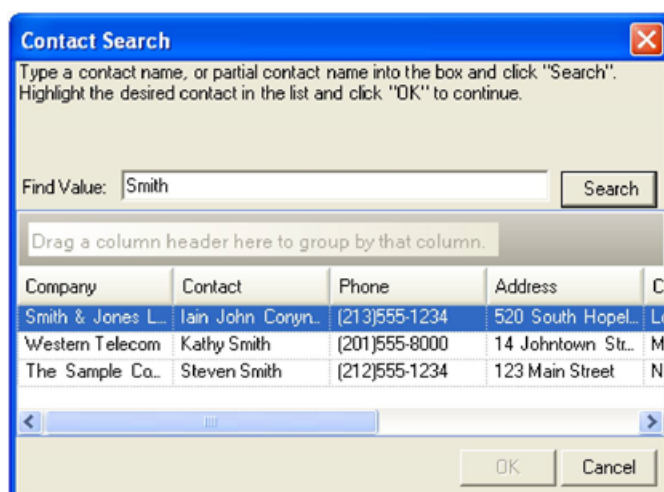 Contact Search
Type a contact name, or partial contact name into the box and click "Search".
Highlight the desired contact in the list and click "OK" to continue.
Find Value: Smith Search
Drag a column header here to group by that column.
Company Contact Phone Address C
Smith & Jones L... Iain John Conyn... (213)555-1234 520 South Hopel... Lo
Western Telecom Kathy Smith (201)555-8000 14 Johntown Str... M
The Sample Co... Steven Smith (212)555-1234 123 Main Street N
OK Cancel